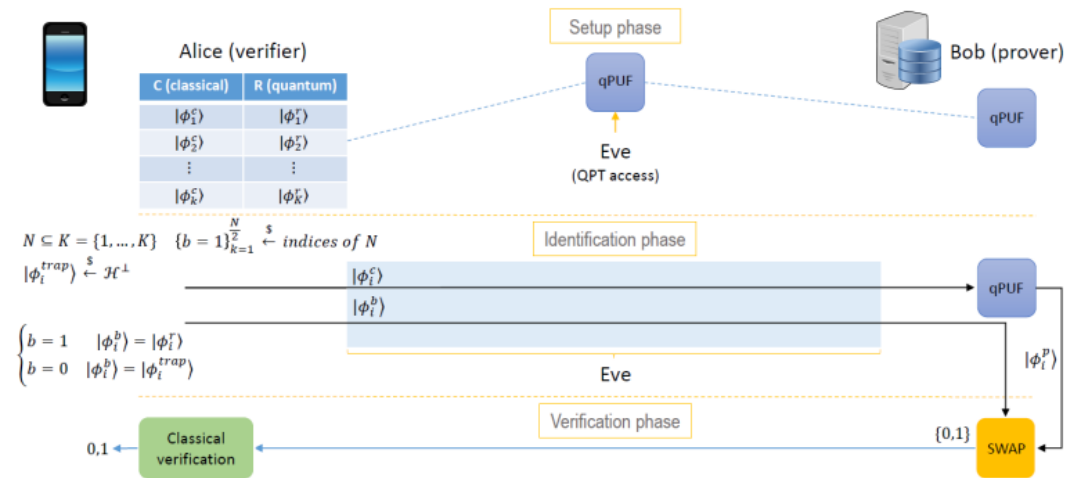 Setup phase
Alice (verifier)
Bob (prover)
C (classical) R (quantum)
|ϕ₁ᶜ⟩ |ϕ₁ʳ⟩
|ϕ₂ᶜ⟩ |ϕ₂ʳ⟩
⋮ ⋮
|ϕₖᶜ⟩ |ϕₖʳ⟩
qPUF
qPUF
Eve
(QPT access)
N ⊆ K = {1, … , K} {b = 1}_{k=1}^{N/2} ←$ indices of N
|ϕᵢᵗʳᵃᵖ⟩ ←$ ℋ^⊥
Identification phase
|ϕᵢᶜ⟩
|ϕᵢᵇ⟩
qPUF
{ b = 1 |ϕᵢᵇ⟩ = |ϕᵢʳ⟩
b = 0 |ϕᵢᵇ⟩ = |ϕᵢᵗʳᵃᵖ⟩
|ϕᵢᵖ⟩
Eve
Verification phase
0,1
Classical
verification
{0,1}
SWAP